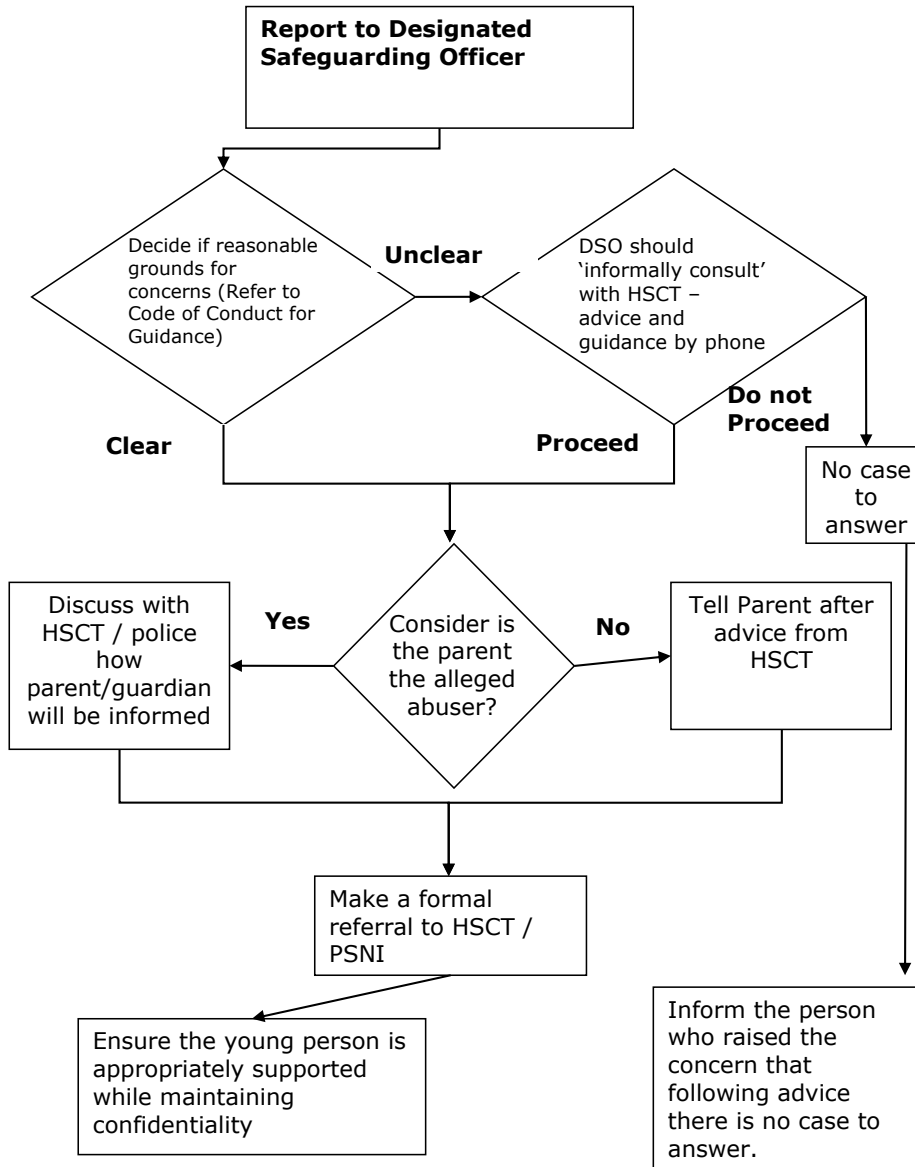 Report to Designated
Safeguarding Officer
Decide if reasonable
grounds for
concerns (Refer to
Code of Conduct for
Guidance)
Unclear
DSO should
‘informally consult’
with HSCT –
advice and
guidance by phone
Clear
Proceed
Do not
Proceed
No case
to
answer
Discuss with
HSCT / police
how
parent/guardian
will be informed
Yes
Consider is
the parent
the alleged
abuser?
No
Tell Parent after
advice from
HSCT
Make a formal
referral to HSCT /
PSNI
Ensure the young person is
appropriately supported
while maintaining
confidentiality
Inform the person
who raised the
concern that
following advice
there is no case to
answer.